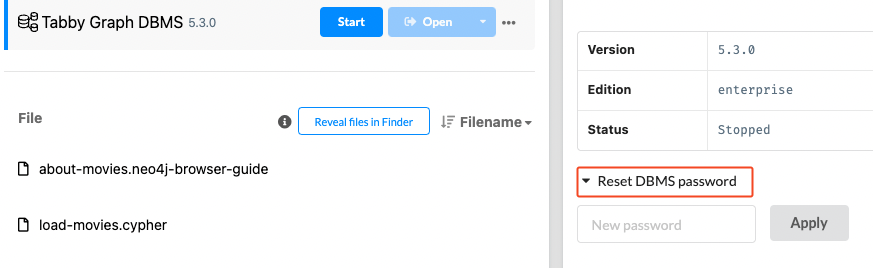 Tabby Graph DBMS 5.3.0 Start Open
File Reveal files in Finder Filename
about-movies.neo4j-browser-guide
load-movies.cypher
Version 5.3.0
Edition enterprise
Status Stopped
Reset DBMS password
New password Apply